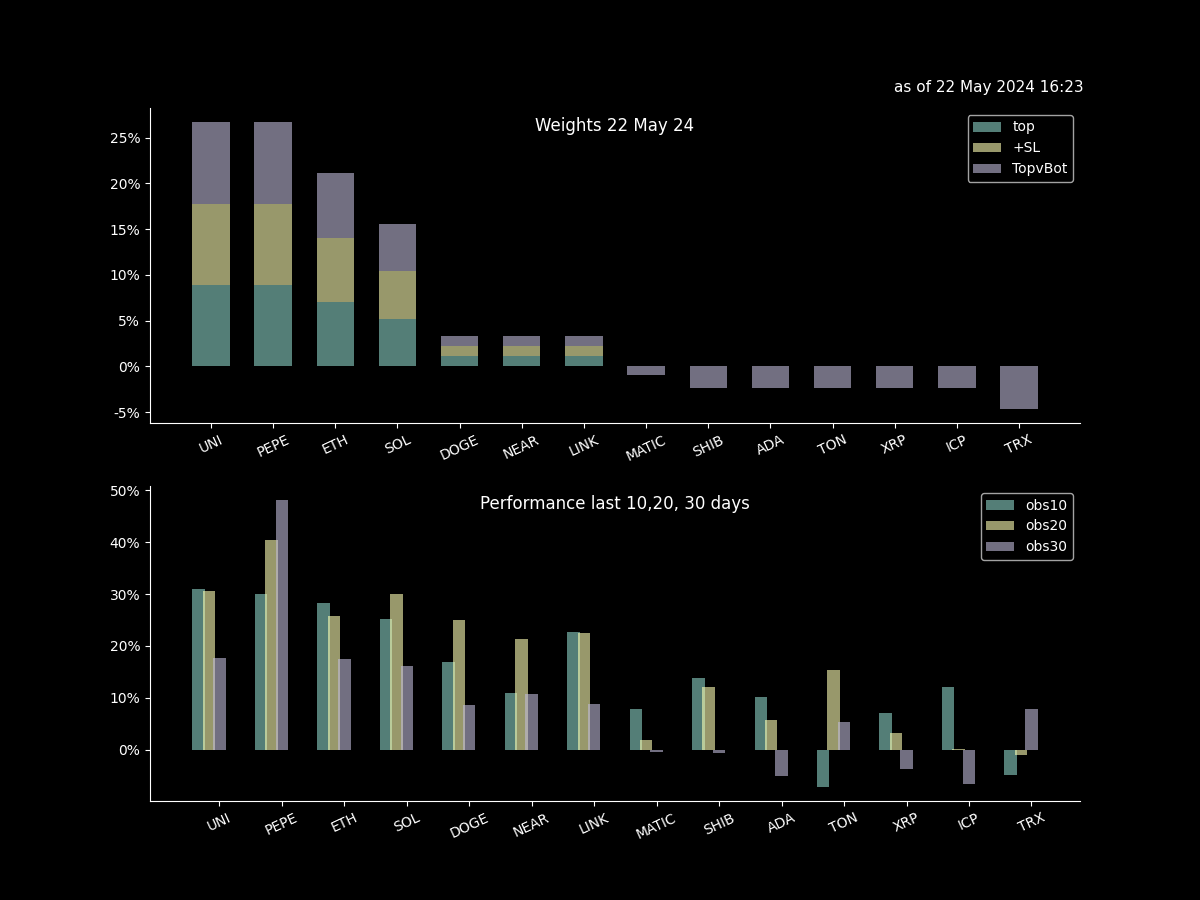 as of 22 May 2024 16:23
Weights 22 May 24
top
+SL
TopvBot
25%
20%
15%
10%
5%
0%
-5%
UNI PEPE ETH SOL DOGE NEAR LINK MATIC SHIB ADA TON XRP ICP TRX
Performance last 10,20, 30 days
obs10
obs20
obs30
50%
40%
30%
20%
10%
0%
UNI PEPE ETH SOL DOGE NEAR LINK MATIC SHIB ADA TON XRP ICP TRX